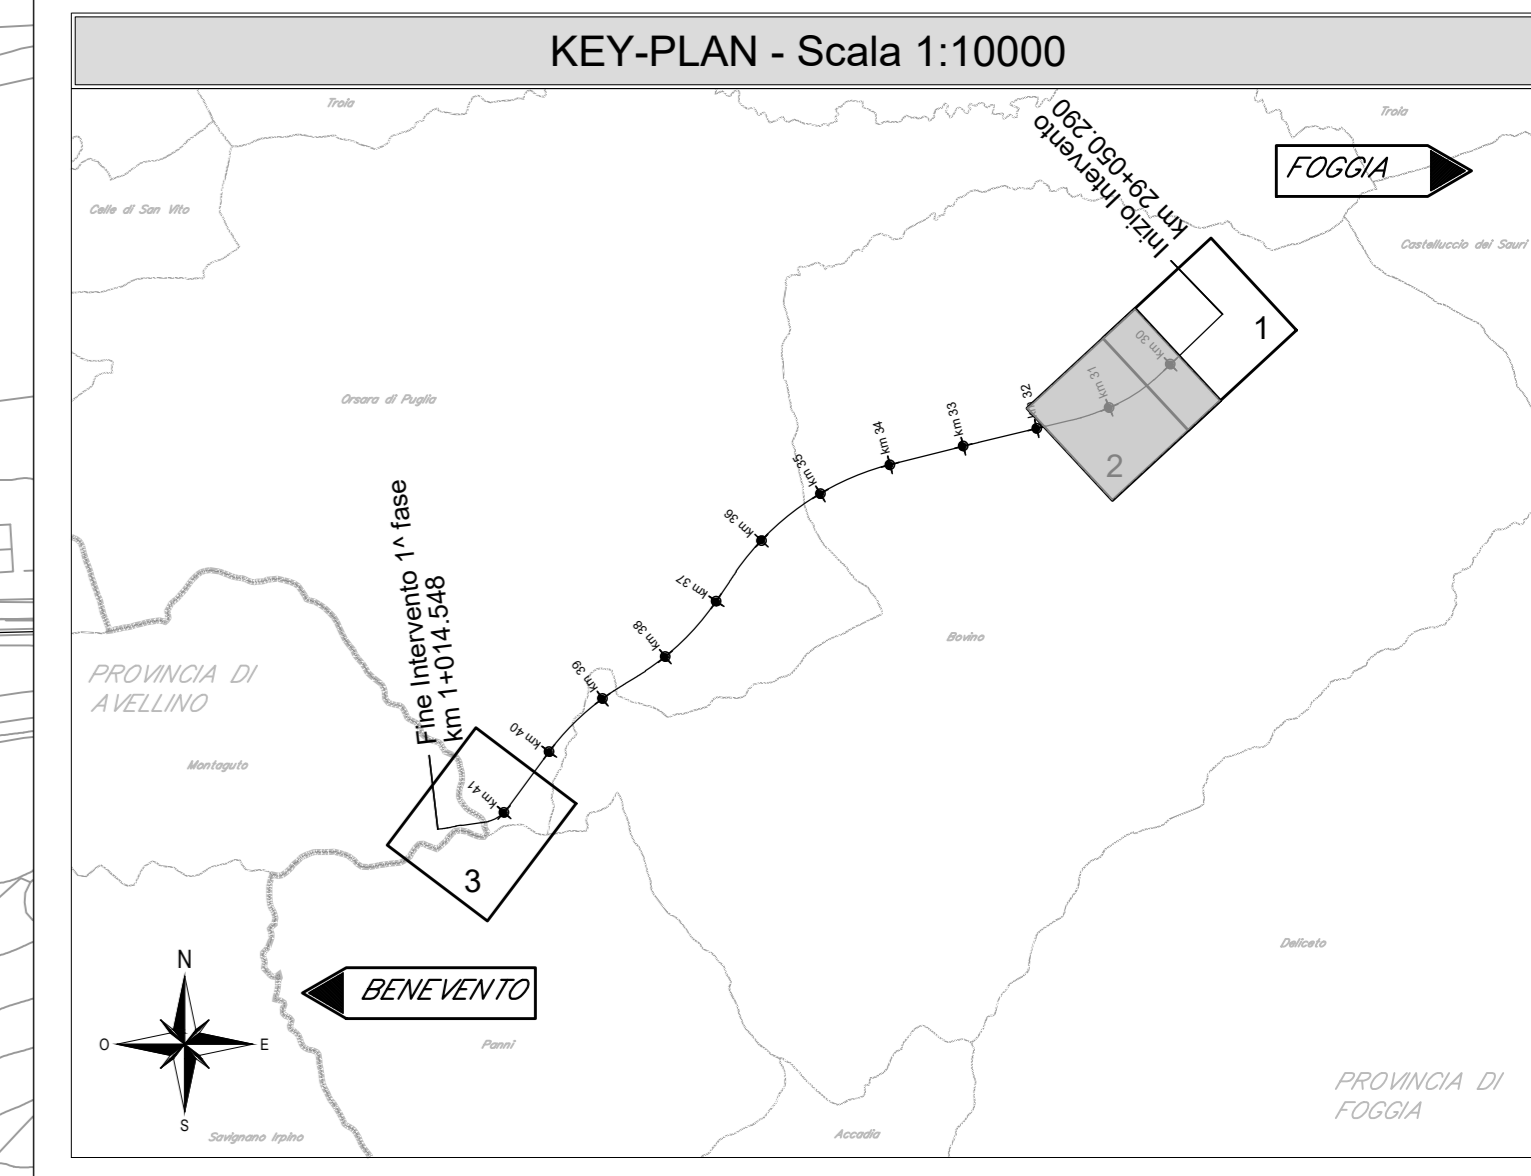 KEY-PLAN - Scala 1:10000
Troia
Troia
Inizio Intervento
km 29+050.290
FOGGIA
Celle di San Vito
Castelluccio dei Sauri
1
km 30
km 31
2
km 33
km 34
km 35
km 36
km 37
km 38
km 39
km 40
km 41
32
Orsara di Puglia
Fine Intervento 1^ fase
km 1+014.548
Bovino
PROVINCIA DI
AVELLINO
Montaguto
3
Deliceto
N
O
E
S
BENEVENTO
Panni
PROVINCIA DI
FOGGIA
Savignano Irpino
Accadia